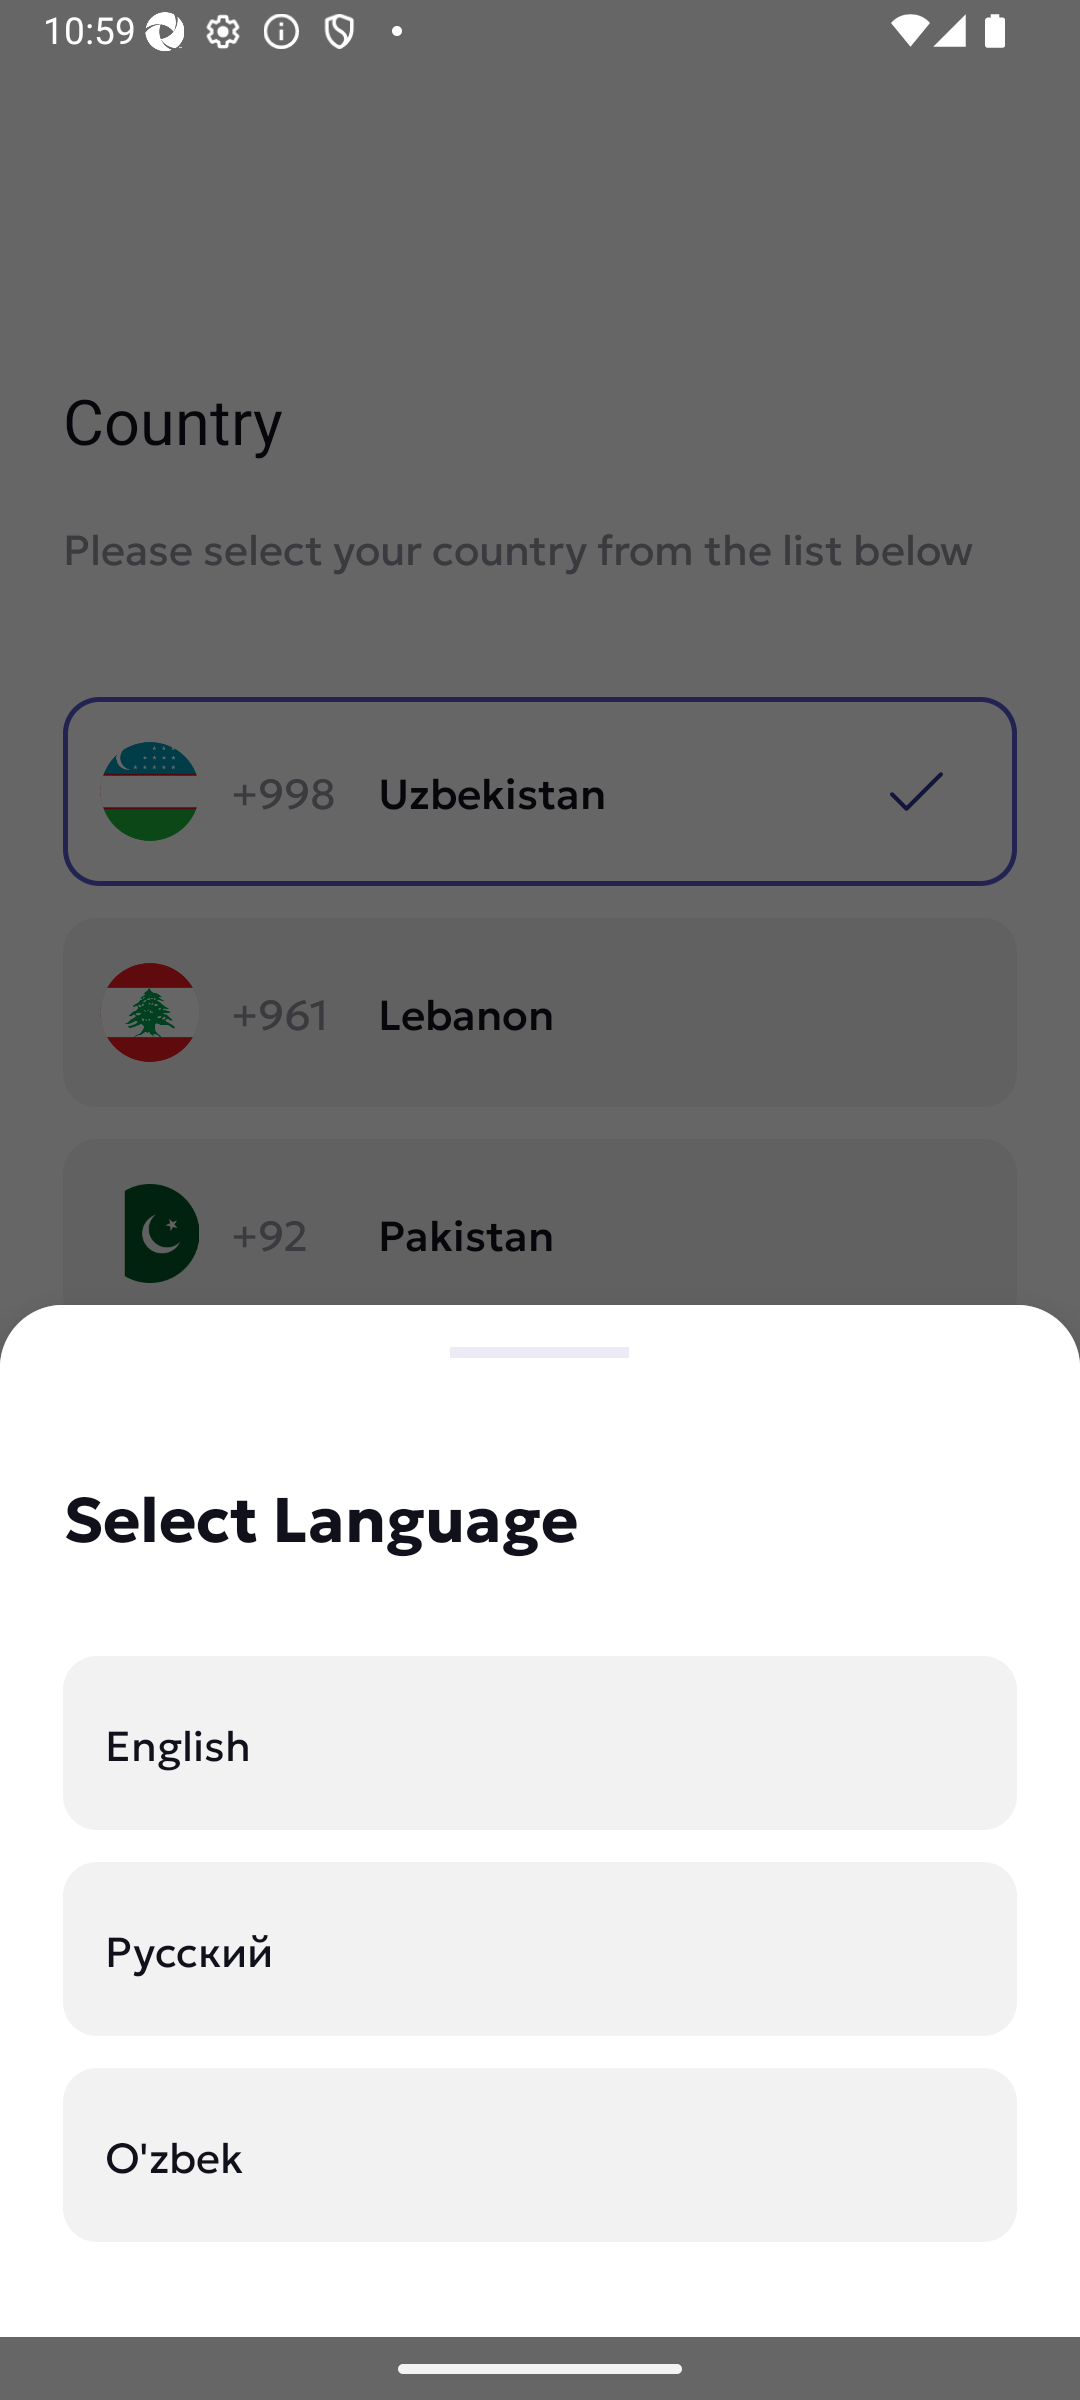 10:59
Country
Please select your country from the list below
+998 Uzbekistan
+961 Lebanon
+92 Pakistan
Select Language
English
Русский
O'zbek